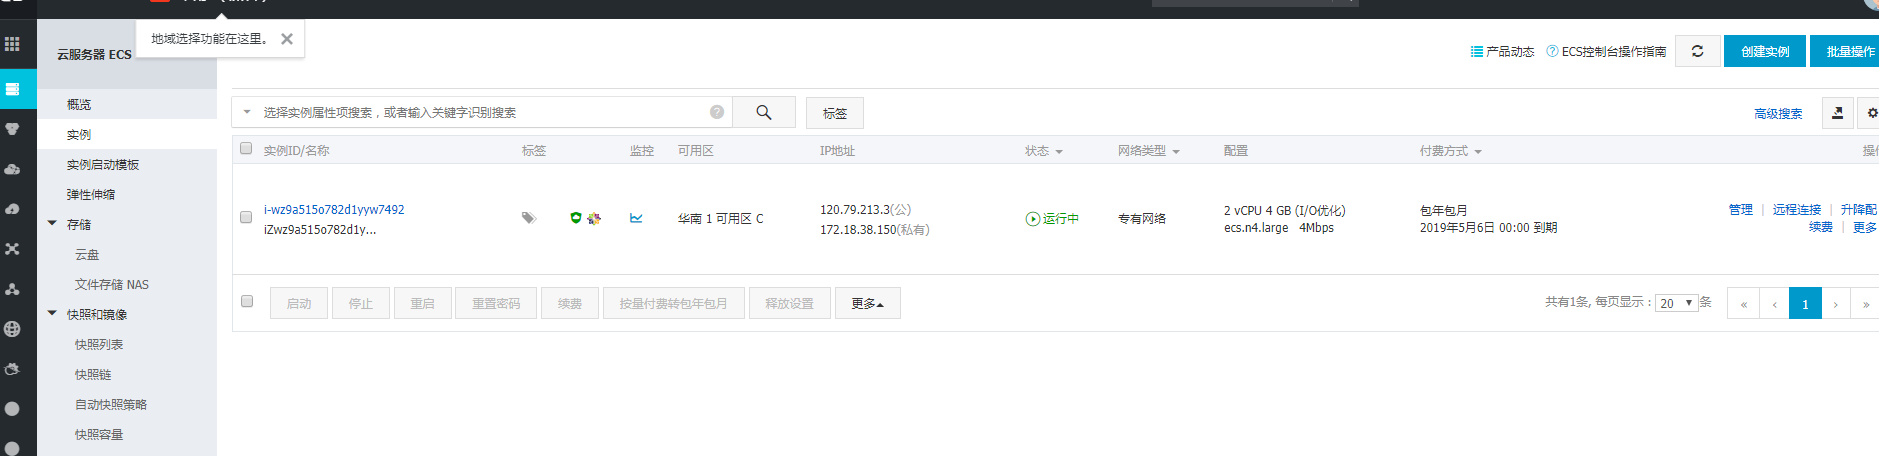 地域选择功能在这里。
云服务器 ECS
产品动态
ECS控制台操作指南
创建实例
批量操作
概览
实例
实例启动模板
弹性伸缩
存储
云盘
文件存储 NAS
快照和镜像
快照列表
快照链
自动快照策略
快照容量
选择实例属性项搜索，或者输入关键字识别搜索
标签
高级搜索
实例ID/名称 标签 监控 可用区 IP地址 状态 网络类型 配置 付费方式
i-wz9a515o782d1yyw7492
iZwz9a515o782d1y...
华南 1 可用区 C
120.79.213.3(公)
172.18.38.150(私有)
运行中
专有网络
2 vCPU 4 GB (I/O优化)
ecs.n4.large 4Mbps
包年包月
2019年5月6日 00:00 到期
管理 | 远程连接 | 升降配
续费 | 更多
启动 停止 重启 重置密码 续费 按量付费转包年包月 释放设置 更多
共有1条, 每页显示：20 条 « ‹ 1 › »